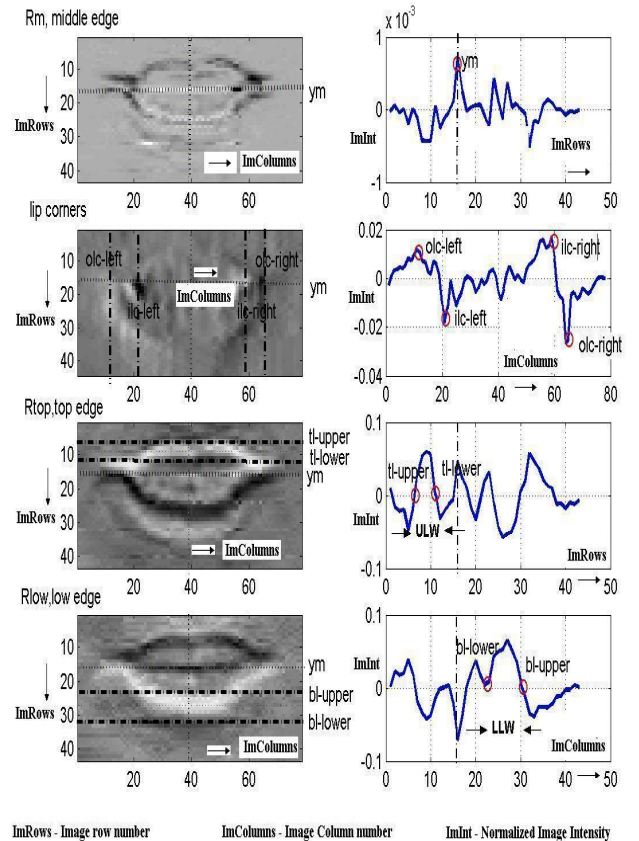 Rm, middle edge
10
20
30
40
20 40 60
ym
ImRows
ImColumns
x 10⁻³
1
0
-1
0 10 20 30 40 50
ym
ImInt
ImRows
lip corners
10
20
30
40
20 40 60
olc-left
olc-right
ilc-left
ilc-right
ym
ImRows
ImColumns
0.02
0
-0.02
-0.04
0 20 40 60 80
olc-left
ilc-right
ilc-left
olc-right
ImInt
ImColumns
Rtop,top edge
10
20
30
40
20 40 60
tl-upper
tl-lower
ym
ImRows
ImColumns
0.1
0
-0.1
0 10 20 30 40 50
tl-upper
tl-lower
ULW
ImInt
ImRows
Rlow,low edge
10
20
30
40
20 40 60
ym
bl-upper
bl-lower
ImRows
ImColumns
0.1
0
-0.1
0 10 20 30 40 50
bl-lower
bl-upper
LLW
ImInt
ImColumns
ImRows - Image row number ImColumns - Image Column number ImInt - Normalized Image Intensity